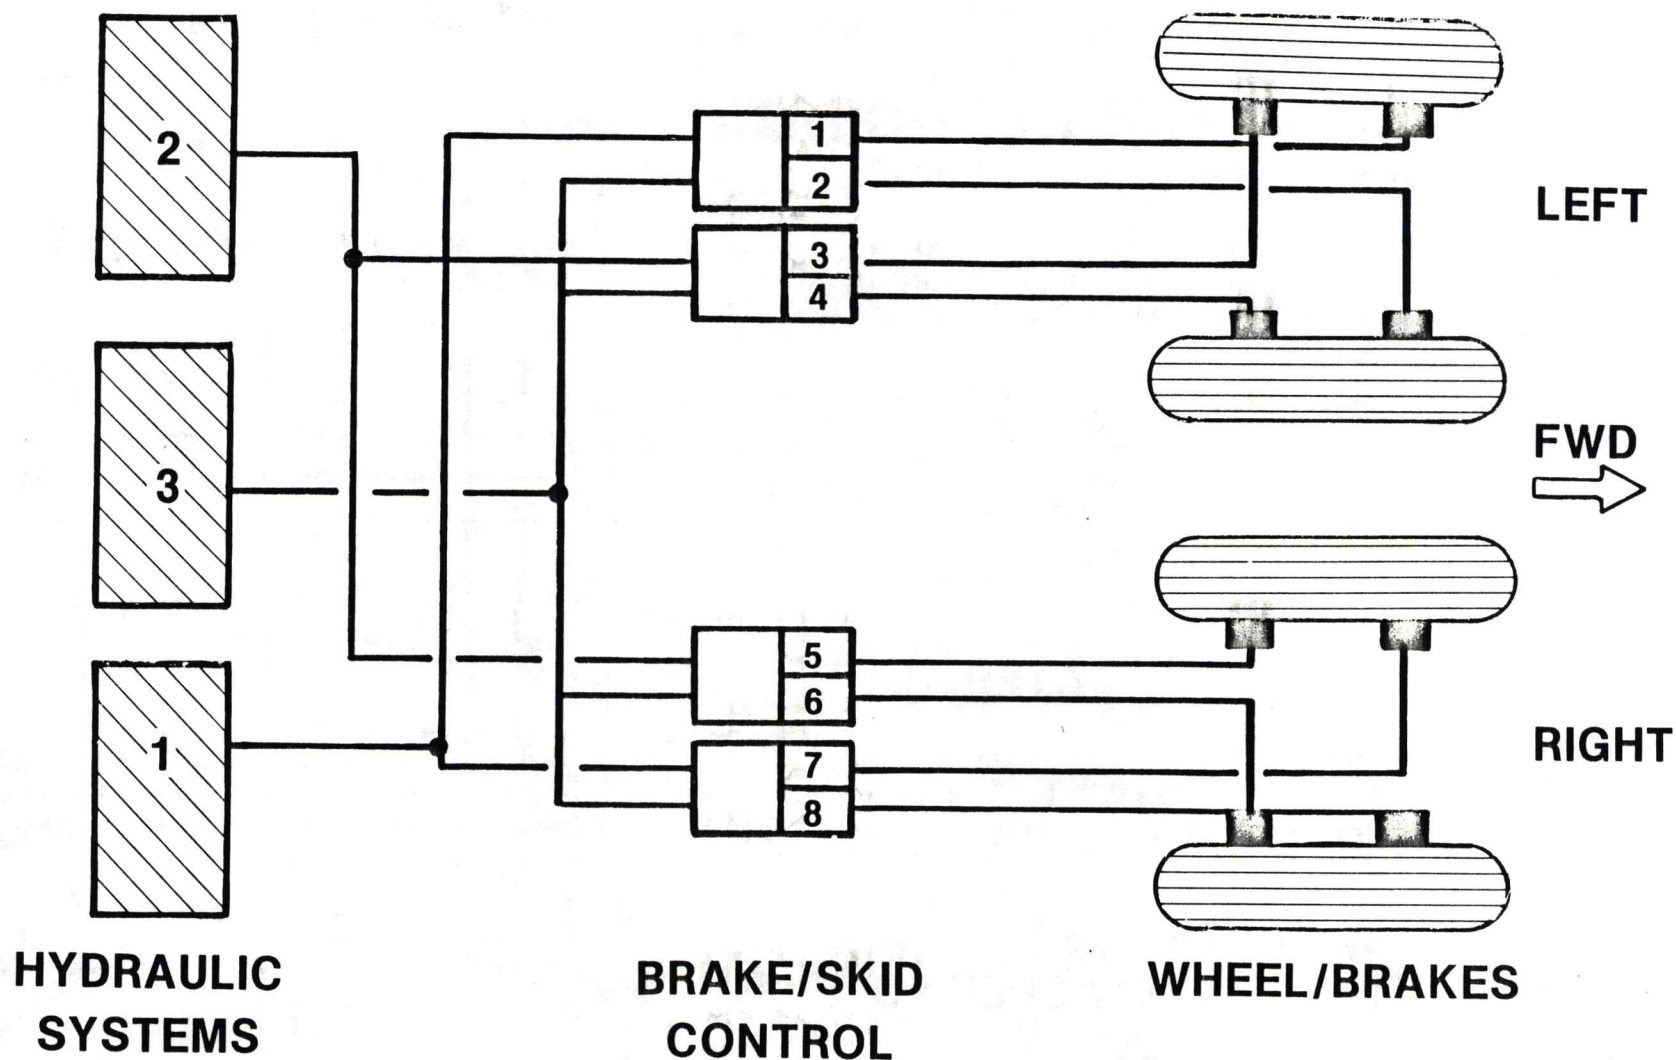 2
3
1
1
2
3
4
5
6
7
8
LEFT
FWD
RIGHT
HYDRAULIC
SYSTEMS
BRAKE/SKID
CONTROL
WHEEL/BRAKES